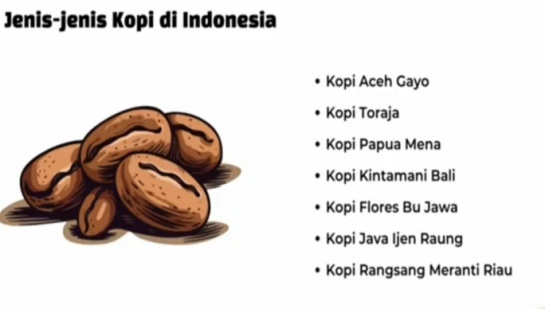 Jenis-jenis Kopi di Indonesia
• Kopi Aceh Gayo
• Kopi Toraja
• Kopi Papua Mena
• Kopi Kintamani Bali
• Kopi Flores Bu Jawa
• Kopi Java Ijen Raung
• Kopi Rangsang Meranti Riau